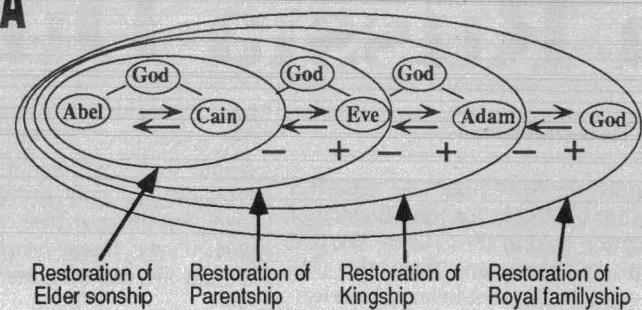 A
God God God
Abel Cain Eve Adam God
− + − + − +
Restoration of Elder sonship
Restoration of Parentship
Restoration of Kingship
Restoration of Royal familyship